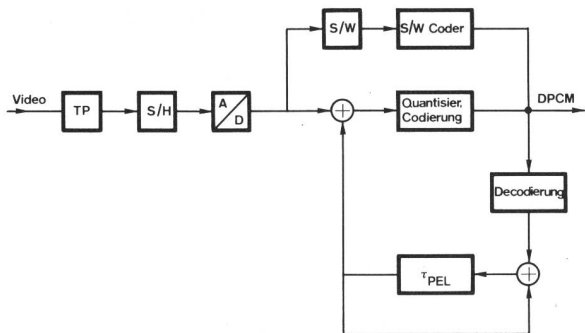 S/W
S/W Coder
Video
TP
S/H
A
D
+
Quantisier.
Codierung
DPCM
Decodierung
τPEL
+